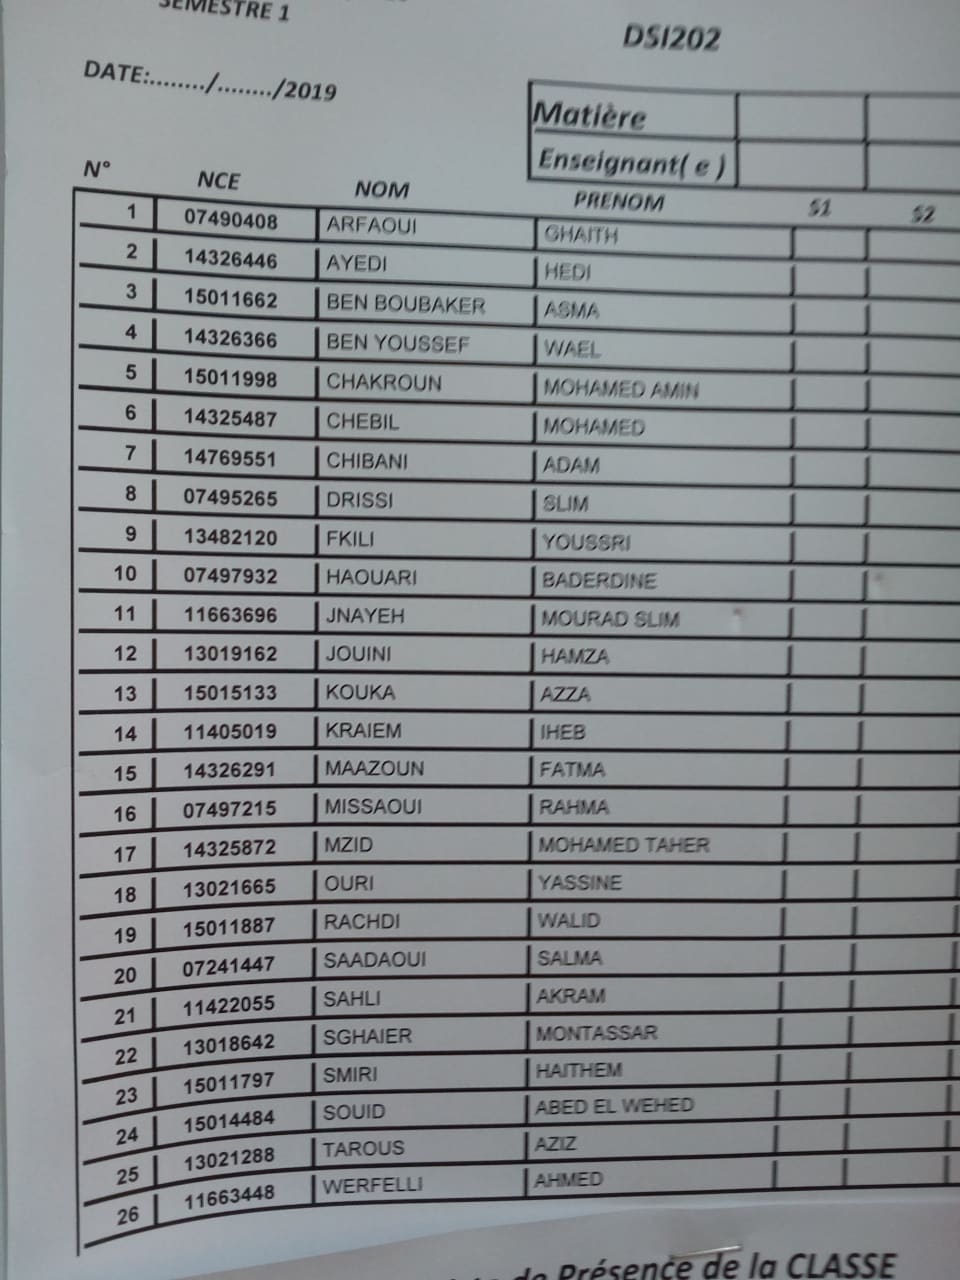 SEMESTRE 1
DSI202
DATE:......../......../2019
Matière
Enseignant( e )
N° NCE NOM PRENOM S1 S2
1 07490408 ARFAOUI GHAITH
2 14326446 AYEDI HEDI
3 15011662 BEN BOUBAKER ASMA
4 14326366 BEN YOUSSEF WAEL
5 15011998 CHAKROUN MOHAMED AMIN
6 14325487 CHEBIL MOHAMED
7 14769551 CHIBANI ADAM
8 07495265 DRISSI SLIM
9 13482120 FKILI YOUSSRI
10 07497932 HAOUARI BADERDINE
11 11663696 JNAYEH MOURAD SLIM
12 13019162 JOUINI HAMZA
13 15015133 KOUKA AZZA
14 11405019 KRAIEM IHEB
15 14326291 MAAZOUN FATMA
16 07497215 MISSAOUI RAHMA
17 14325872 MZID MOHAMED TAHER
18 13021665 OURI YASSINE
19 15011887 RACHDI WALID
20 07241447 SAADAOUI SALMA
21 11422055 SAHLI AKRAM
22 13018642 SGHAIER MONTASSAR
23 15011797 SMIRI HAITHEM
24 15014484 SOUID ABED EL WEHED
25 13021288 TAROUS AZIZ
26 11663448 WERFELLI AHMED
de Présence de la CLASSE